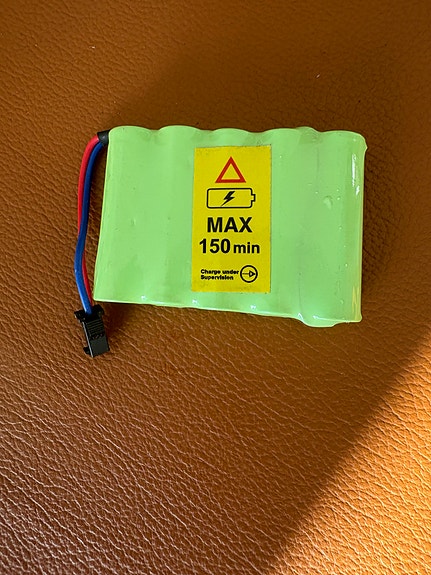 MAX
150 min
Charge under
Supervision